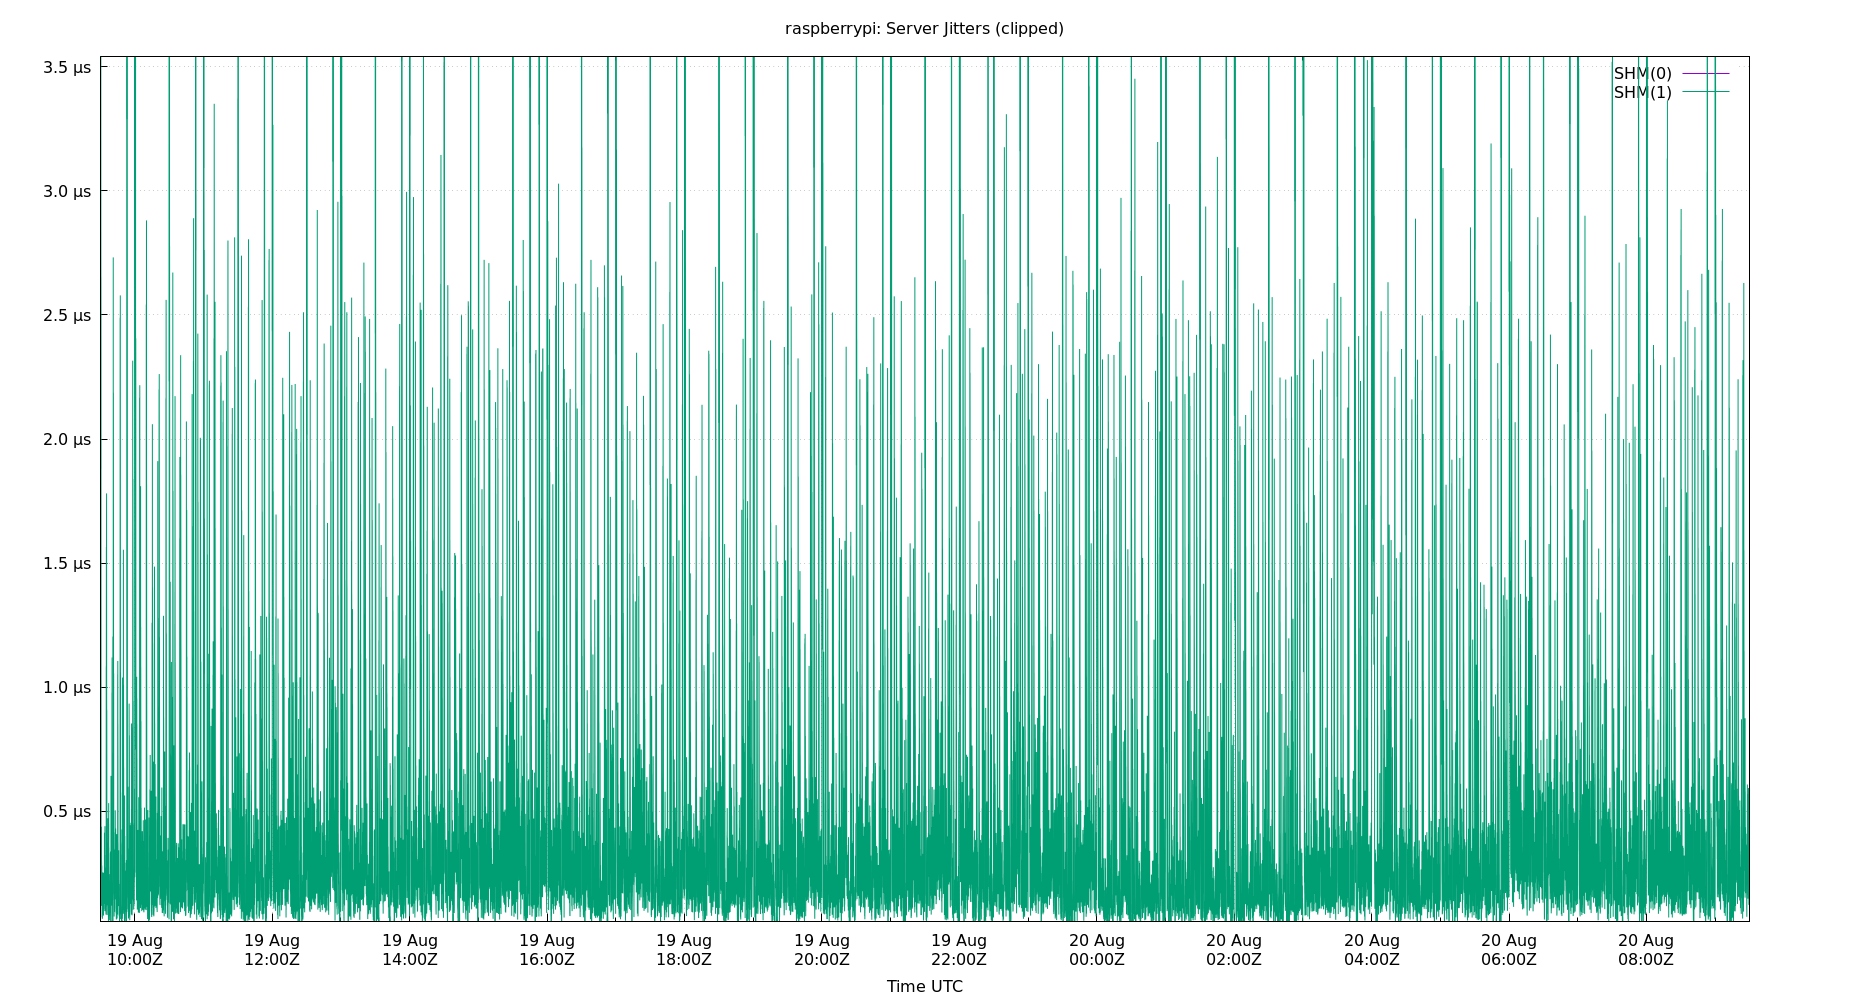 raspberrypi: Server Jitters (clipped)
3.5 µs
3.0 µs
2.5 µs
2.0 µs
1.5 µs
1.0 µs
0.5 µs
SHM(0)
SHM(1)
19 Aug 19 Aug 19 Aug 19 Aug 19 Aug 19 Aug 19 Aug 20 Aug 20 Aug 20 Aug 20 Aug 20 Aug
10:00Z 12:00Z 14:00Z 16:00Z 18:00Z 20:00Z 22:00Z 00:00Z 02:00Z 04:00Z 06:00Z 08:00Z
Time UTC